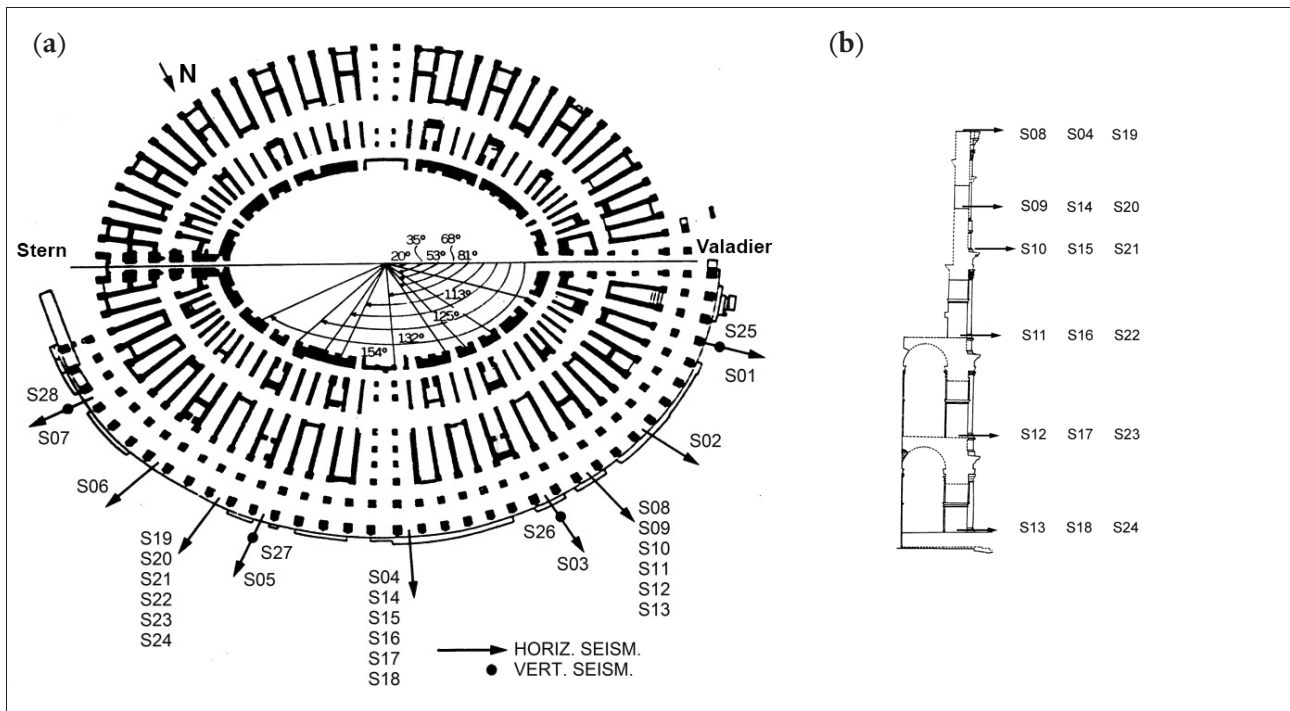 (a)
(b)
N
Stern
Valadier
35° 68°
20° 53° 81°
113°
125°
132°
154°
S25
S01
S02
S28
S07
S06
S19
S20
S21
S22
S23
S24
S27
S05
S04
S14
S15
S16
S17
S18
S26
S03
S08
S09
S10
S11
S12
S13
HORIZ. SEISM.
VERT. SEISM.
S08 S04 S19
S09 S14 S20
S10 S15 S21
S11 S16 S22
S12 S17 S23
S13 S18 S24